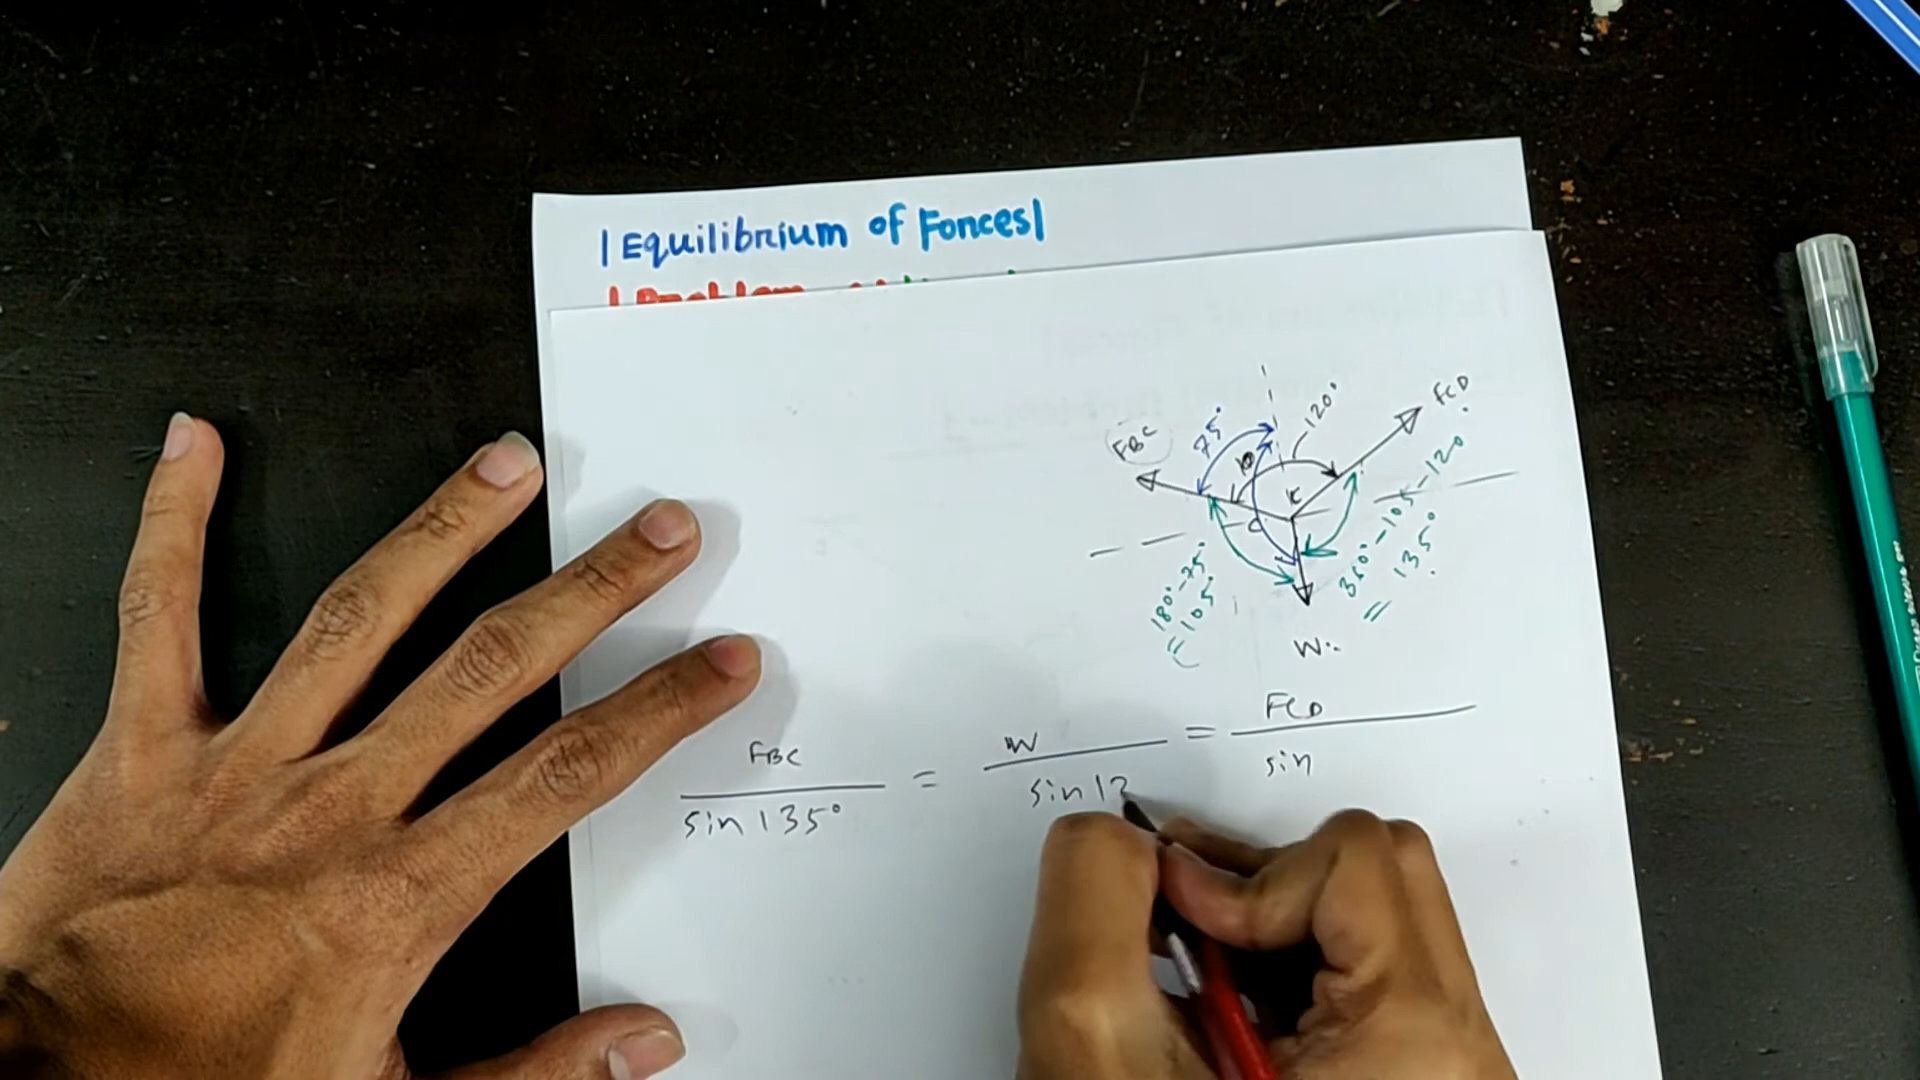 |Equilibrium of Forces|
120°
FCD
FBC
75°
C
180°-75°
=105°
360°-105-120°
= 135°
W
FBC
sin 135°
=
W
sin 12
=
FCD
sin